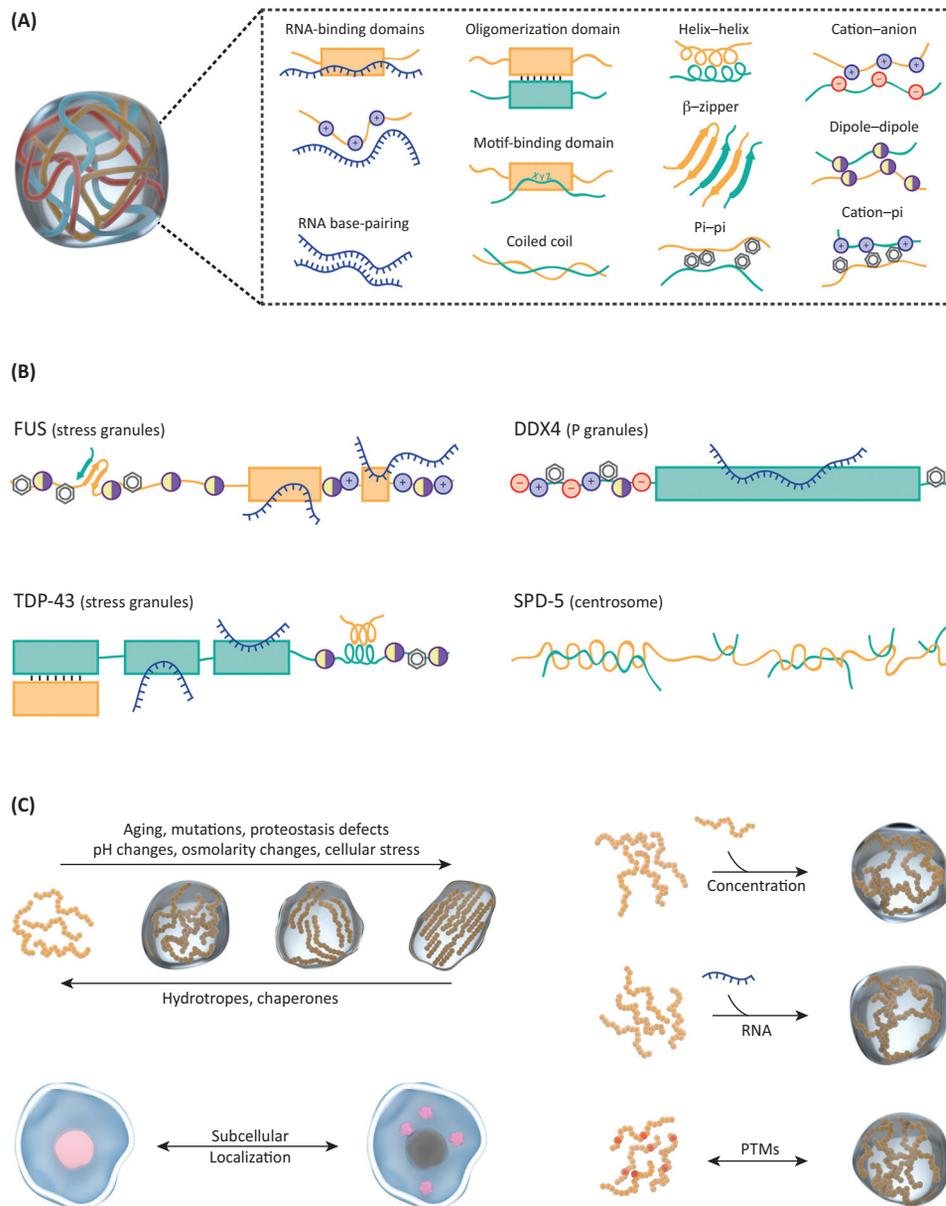 (A)
RNA-binding domains
Oligomerization domain
Helix–helix
Cation–anion
+ + +
− − −
+ + +
β–zipper
Motif-binding domain
XYZ
Dipole–dipole
RNA base-pairing
Coiled coil
Pi–pi
Cation–pi
+ + +
(B)
FUS (stress granules)
+ + +
DDX4 (P granules)
− + − + −
TDP-43 (stress granules)
SPD-5 (centrosome)
(C)
Aging, mutations, proteostasis defects
pH changes, osmolarity changes, cellular stress
Hydrotropes, chaperones
Concentration
RNA
Subcellular
Localization
PTMs